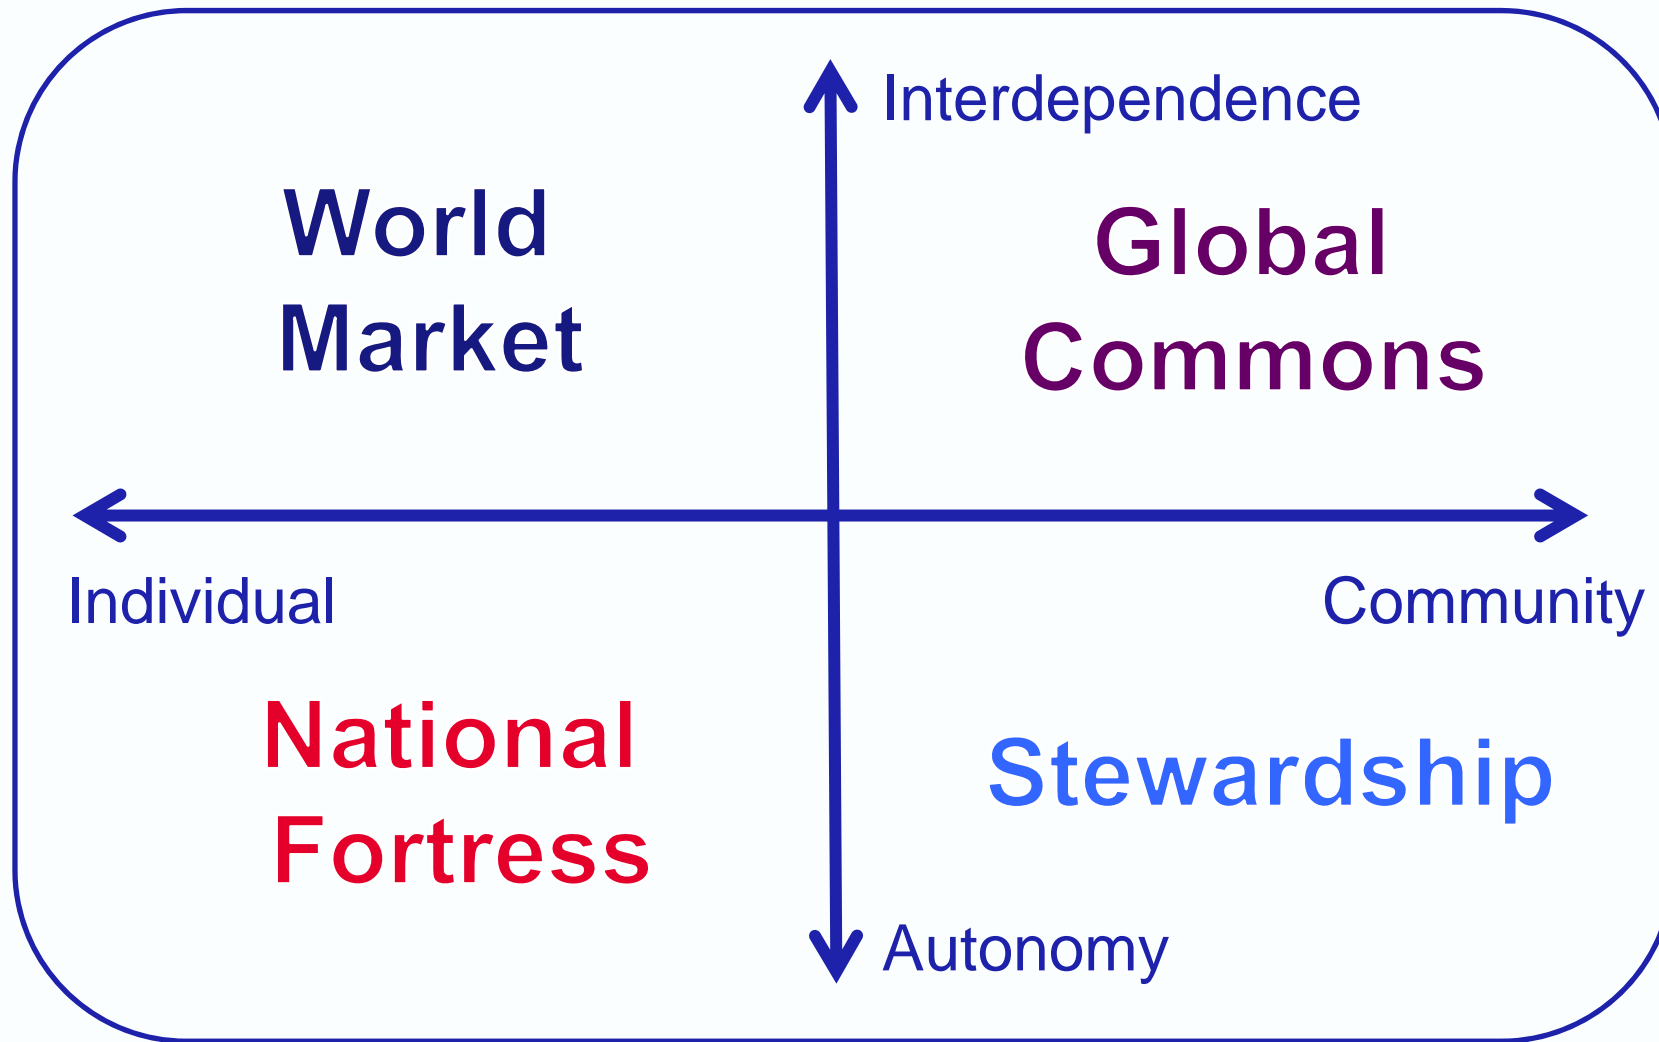 Interdependence
World
Market
Global
Commons
Individual
Community
National
Fortress
Stewardship
Autonomy